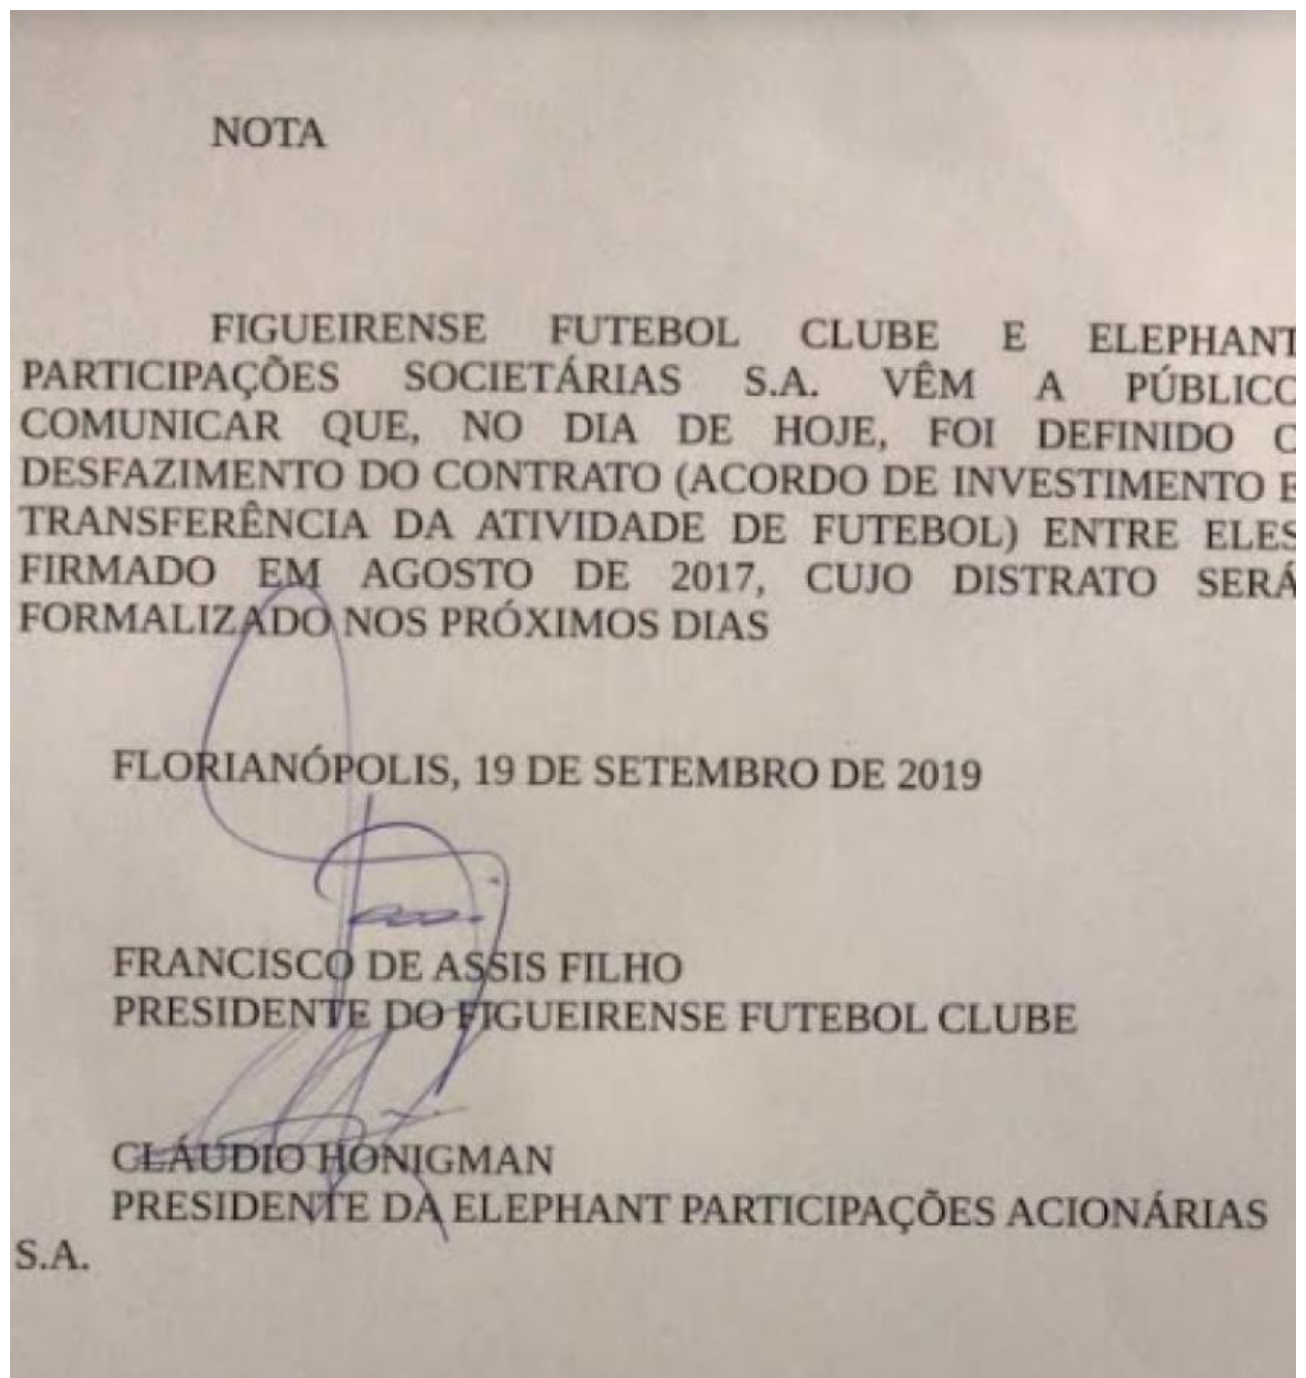 NOTA
FIGUEIRENSE FUTEBOL CLUBE E ELEPHANT
PARTICIPAÇÕES SOCIETÁRIAS S.A. VÊM A PÚBLICO
COMUNICAR QUE, NO DIA DE HOJE, FOI DEFINIDO O
DESFAZIMENTO DO CONTRATO (ACORDO DE INVESTIMENTO E
TRANSFERÊNCIA DA ATIVIDADE DE FUTEBOL) ENTRE ELES
FIRMADO EM AGOSTO DE 2017, CUJO DISTRATO SERÁ
FORMALIZADO NOS PRÓXIMOS DIAS
FLORIANÓPOLIS, 19 DE SETEMBRO DE 2019
FRANCISCO DE ASSIS FILHO
PRESIDENTE DO FIGUEIRENSE FUTEBOL CLUBE
CLÁUDIO HONIGMAN
PRESIDENTE DA ELEPHANT PARTICIPAÇÕES ACIONÁRIAS
S.A.